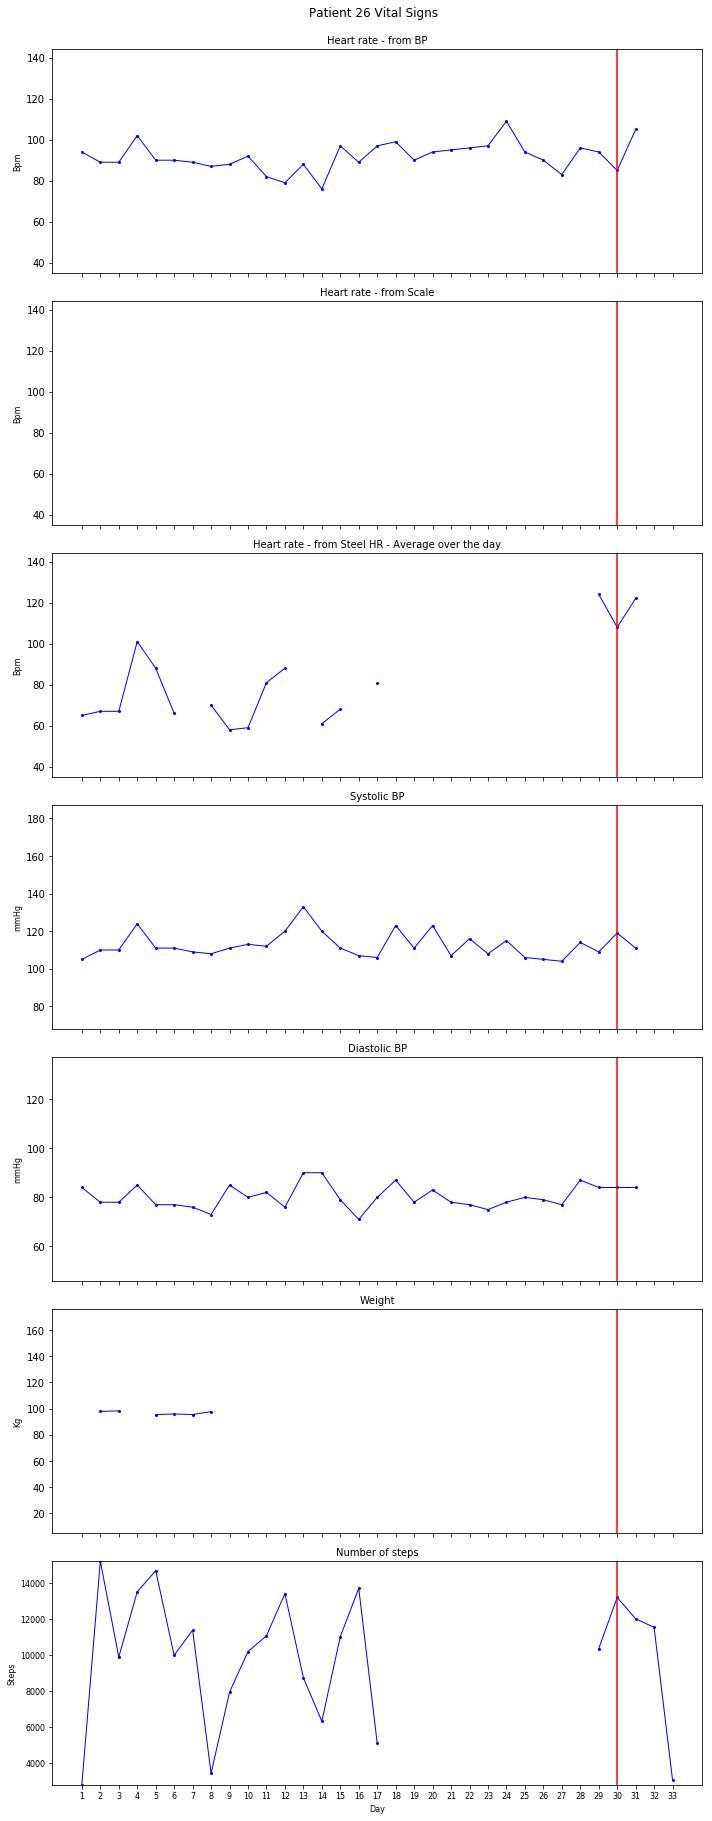 Patient 26 Vital Signs
Heart rate - from BP
140
120
100
80
60
40
Bpm
Heart rate - from Scale
140
120
100
80
60
40
Bpm
Heart rate - from Steel HR - Average over the day
140
120
100
80
60
40
Bpm
Systolic BP
180
160
140
120
100
80
mmHg
Diastolic BP
120
100
80
60
mmHg
Weight
160
140
120
100
80
60
40
20
Kg
Number of steps
14000
12000
10000
8000
6000
4000
Steps
1 2 3 4 5 6 7 8 9 10 11 12 13 14 15 16 17 18 19 20 21 22 23 24 25 26 27 28 29 30 31 32 33
Day